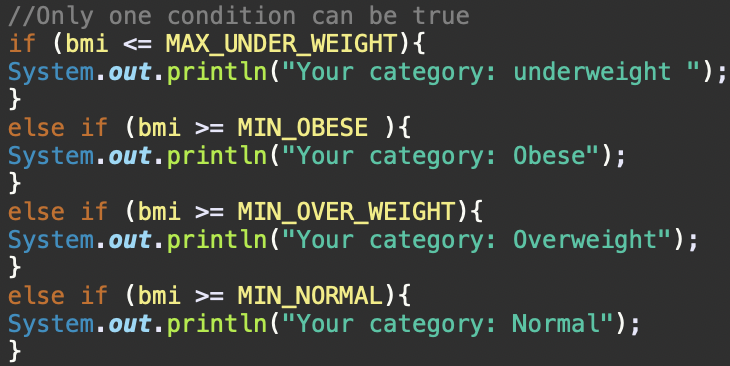 //Only one condition can be true
if (bmi <= MAX_UNDER_WEIGHT){
System.out.println("Your category: underweight ");
}
else if (bmi >= MIN_OBESE ){
System.out.println("Your category: Obese");
}
else if (bmi >= MIN_OVER_WEIGHT){
System.out.println("Your category: Overweight");
}
else if (bmi >= MIN_NORMAL){
System.out.println("Your category: Normal");
}